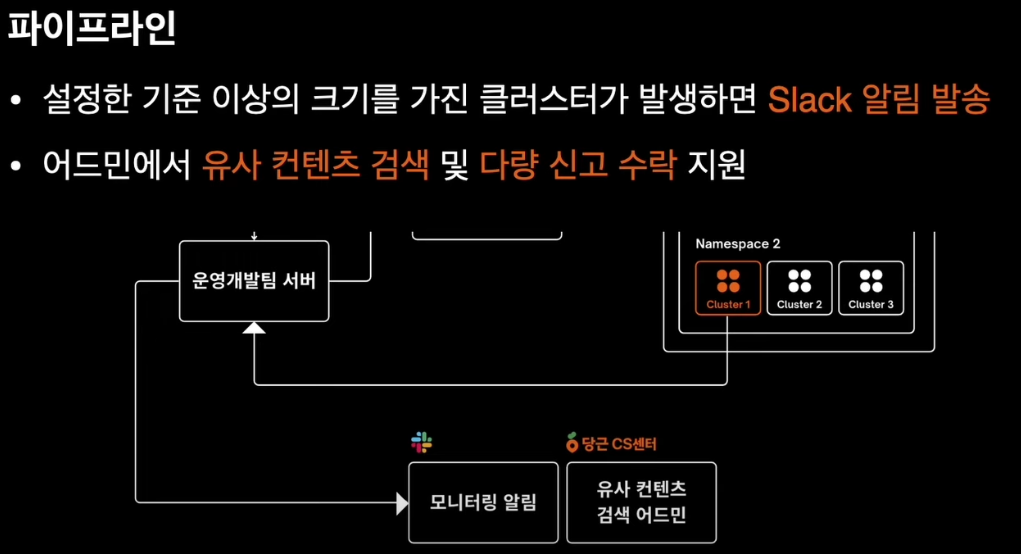 파이프라인
• 설정한 기준 이상의 크기를 가진 클러스터가 발생하면 Slack 알림 발송
• 어드민에서 유사 컨텐츠 검색 및 다량 신고 수락 지원
운영개발팀 서버
Namespace 2
Cluster 1
Cluster 2
Cluster 3
모니터링 알림
당근 CS센터
유사 컨텐츠
검색 어드민